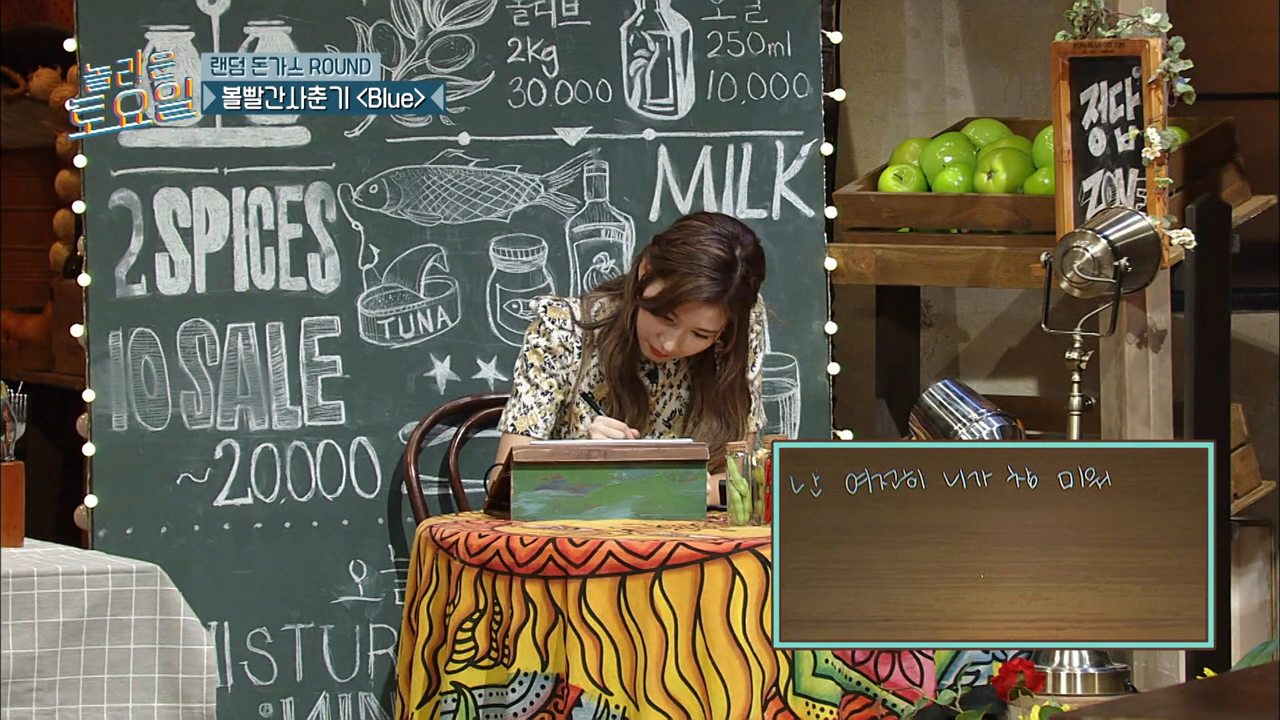 놀라운
토요일
랜덤 돈가스 ROUND
볼빨간사춘기 <Blue>
올리브
2Kg
30,000
오일
250ml
10,000
MILK
2 SPICES
TUNA
10 SALE
~20,000
정답
ZONE
난 여전히 니가 참 미워